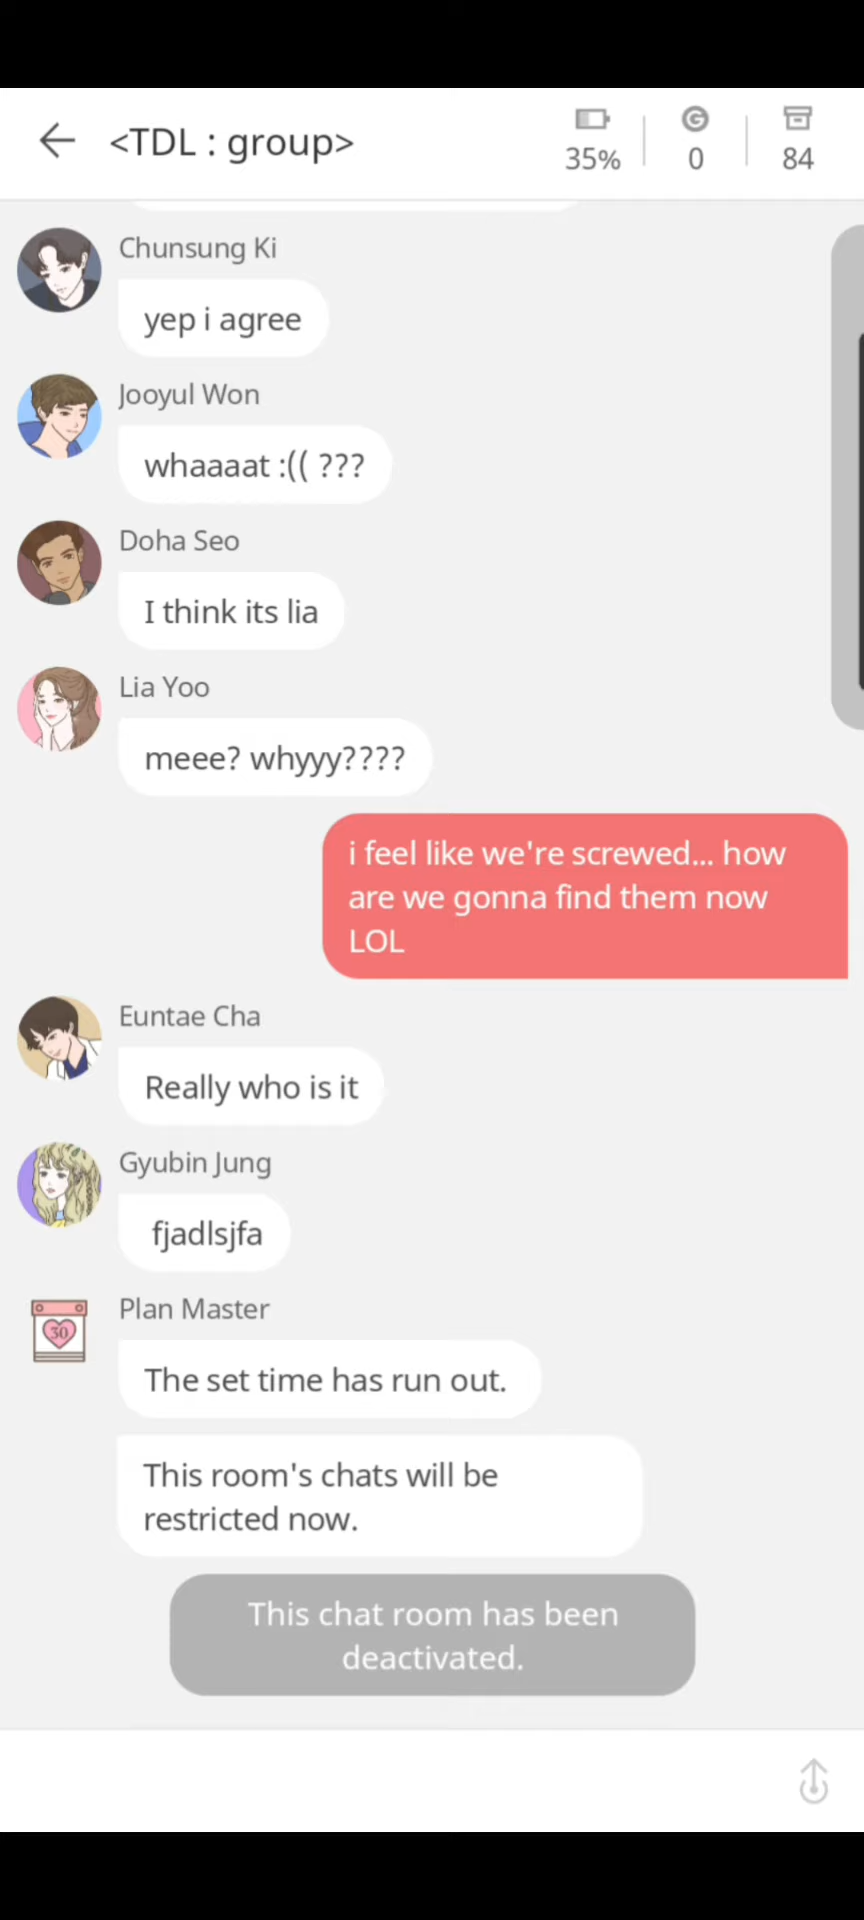 <TDL : group>
35%
0
84
Chunsung Ki
yep i agree
Jooyul Won
whaaaat :(( ???
Doha Seo
I think its lia
Lia Yoo
meee? whyyy????
i feel like we're screwed... how
are we gonna find them now
LOL
Euntae Cha
Really who is it
Gyubin Jung
fjadlsjfa
30
Plan Master
The set time has run out.
This room's chats will be
restricted now.
This chat room has been
deactivated.